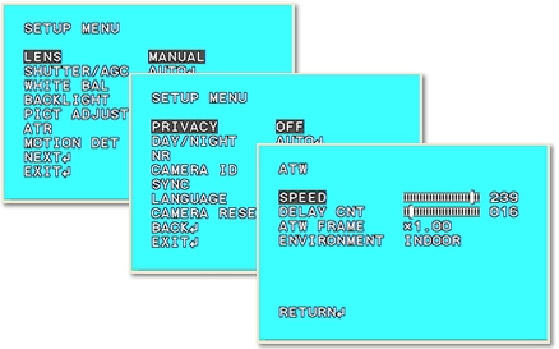 SETUP MENU
LENS MANUAL
SHUTTER/AGC AUTO↲
WHITE BAL
BACKLIGHT
PICT ADJUST
ATR
MOTION DET
NEXT↲
EXIT↲
SETUP MENU
PRIVACY OFF
DAY/NIGHT AUTO↲
NR
CAMERA ID
SYNC
LANGUAGE
CAMERA RESE
BACK↲
EXIT↲
ATW
SPEED 239
DELAY CNT 016
ATW FRAME ×1.00
ENVIRONMENT INDOOR
RETURN↲